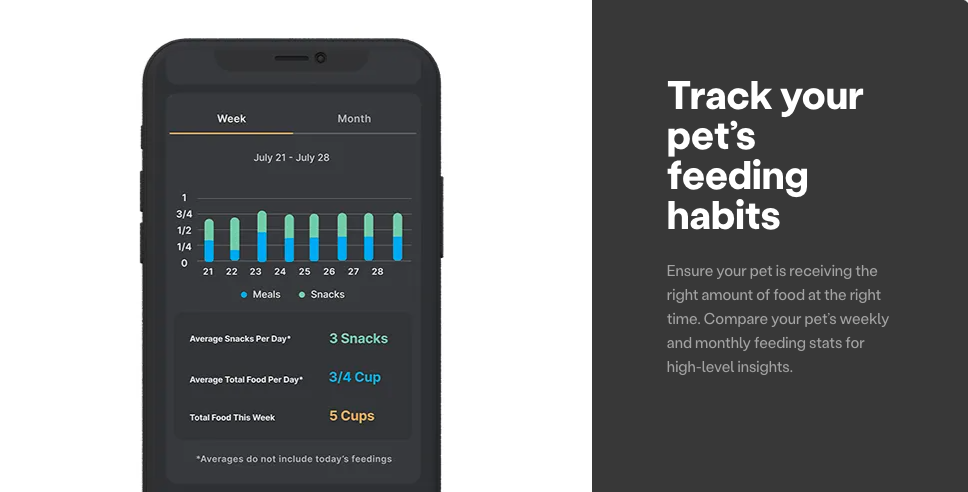 Week Month
July 21 - July 28
1
3/4
1/2
1/4
0
21 22 23 24 25 26 27 28
Meals Snacks
Average Snacks Per Day* 3 Snacks
Average Total Food Per Day* 3/4 Cup
Total Food This Week 5 Cups
*Averages do not include today's feedings
Track your
pet’s
feeding
habits
Ensure your pet is receiving the
right amount of food at the right
time. Compare your pet's weekly
and monthly feeding stats for
high-level insights.